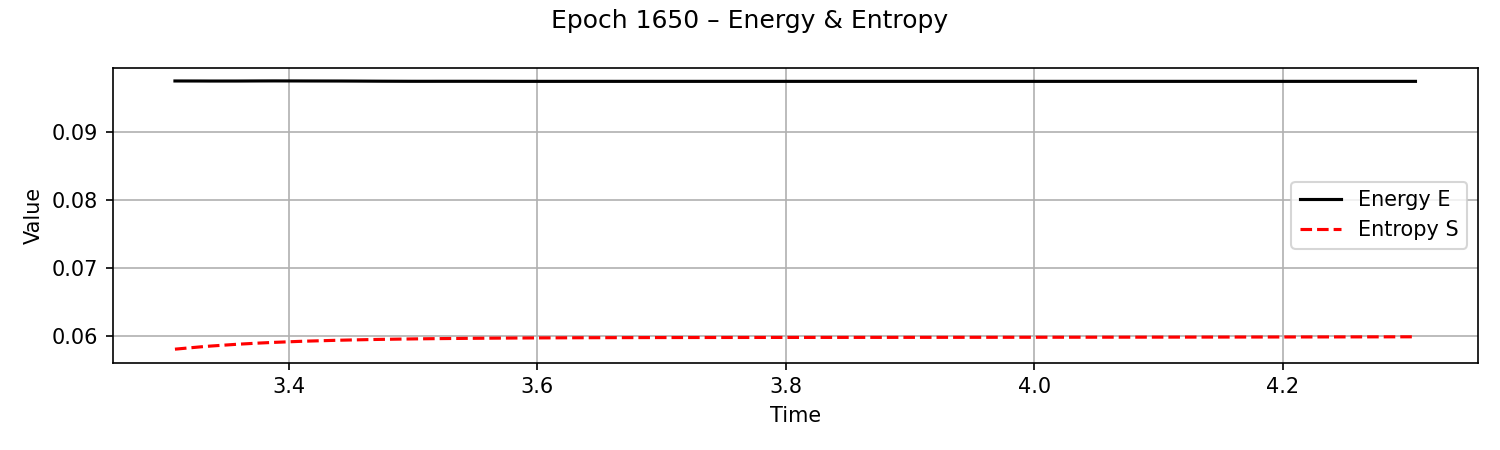 Epoch 1650 – Energy & Entropy
Value
0.09
0.08
0.07
0.06
Energy E
Entropy S
3.4 3.6 3.8 4.0 4.2
Time